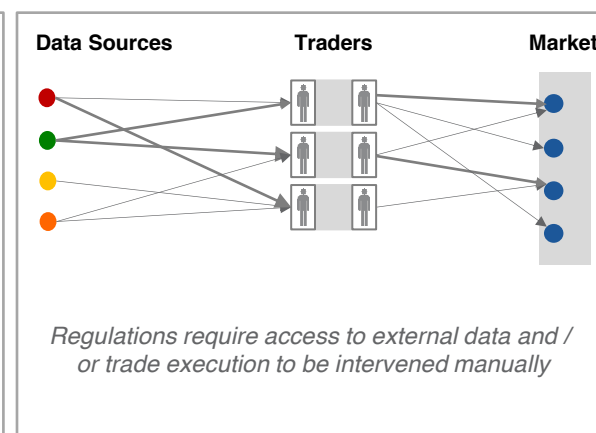 Data Sources Traders Market
Regulations require access to external data and /
or trade execution to be intervened manually